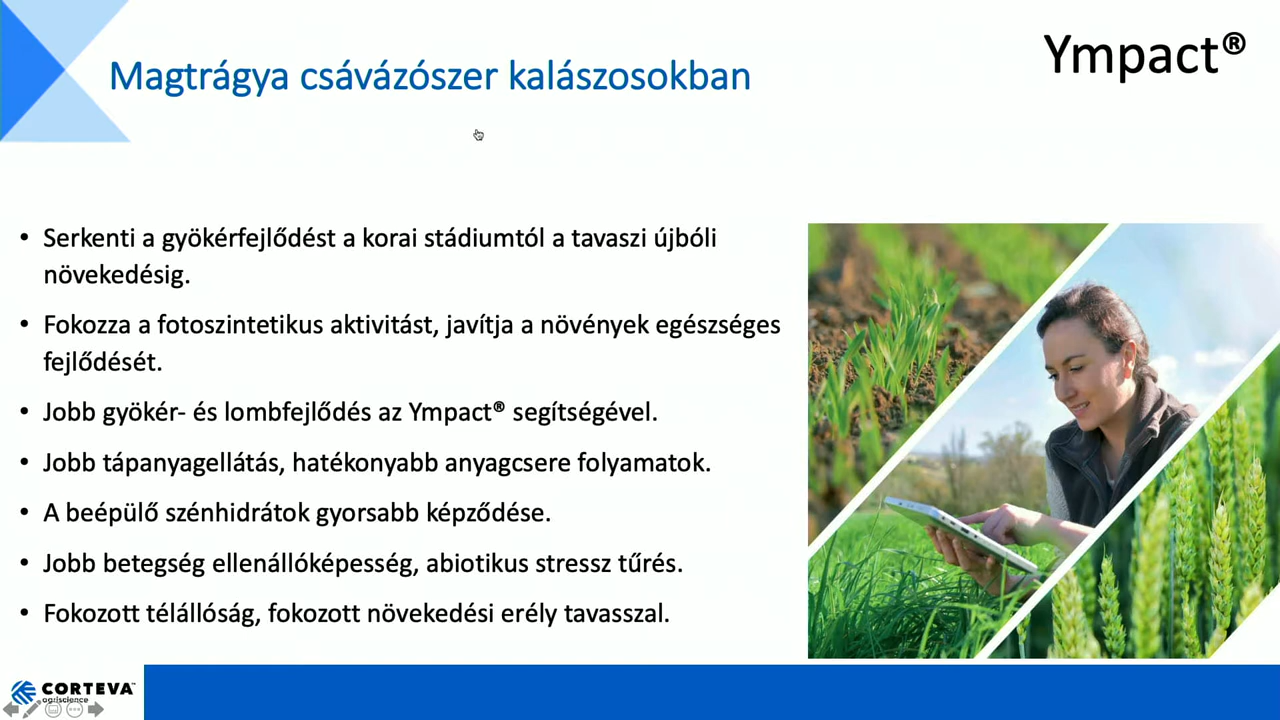 Magtrágya csávázószer kalászosokban
Ympact®
• Serkenti a gyökérfejlődést a korai stádiumtól a tavaszi újbóli
növekedésig.
• Fokozza a fotoszintetikus aktivitást, javítja a növények egészséges
fejlődését.
• Jobb gyökér- és lombfejlődés az Ympact® segítségével.
• Jobb tápanyagellátás, hatékonyabb anyagcsere folyamatok.
• A beépülő szénhidrátok gyorsabb képződése.
• Jobb betegség ellenállóképesség, abiotikus stressz tűrés.
• Fokozott télállóság, fokozott növekedési erély tavasszal.
CORTEVA™
agriscience